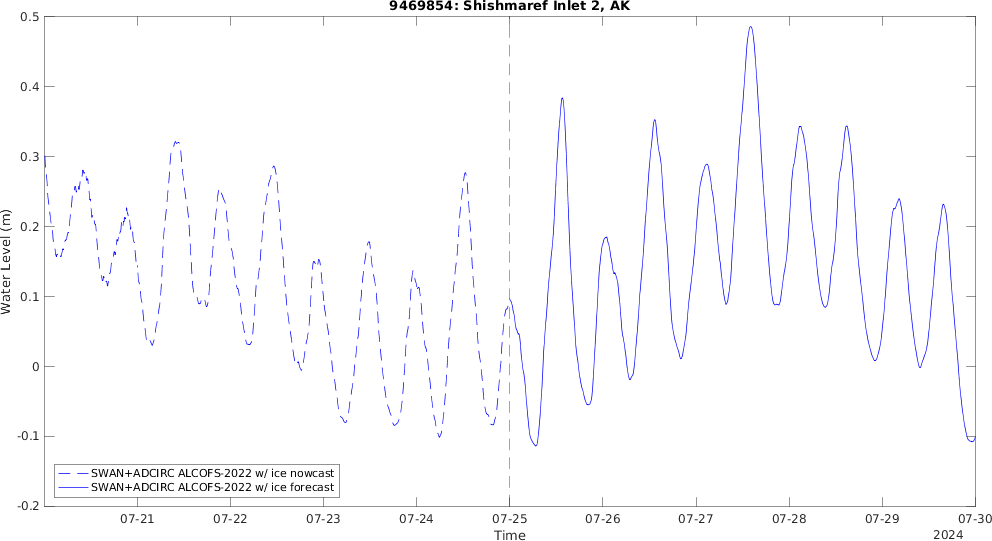 9469854: Shishmaref Inlet 2, AK
0.5
0.4
0.3
0.2
0.1
0
-0.1
-0.2
Water Level (m)
SWAN+ADCIRC ALCOFS-2022 w/ ice nowcast
SWAN+ADCIRC ALCOFS-2022 w/ ice forecast
07-21 07-22 07-23 07-24 07-25 07-26 07-27 07-28 07-29 07-30
Time
2024